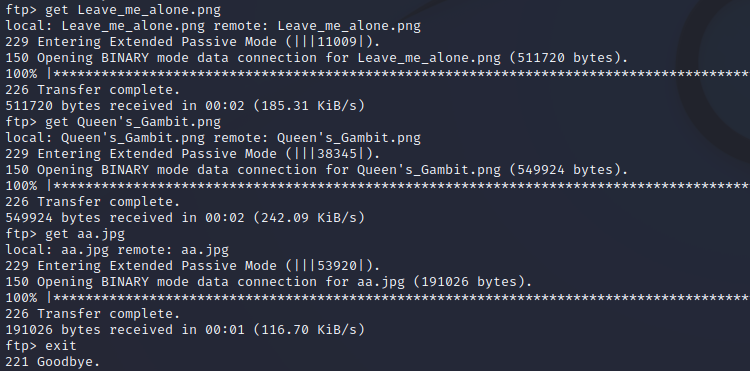 ftp> get Leave_me_alone.png
local: Leave_me_alone.png remote: Leave_me_alone.png
229 Entering Extended Passive Mode (|||11009|).
150 Opening BINARY mode data connection for Leave_me_alone.png (511720 bytes).
100% |***********************************************************************************************
226 Transfer complete.
511720 bytes received in 00:02 (185.31 KiB/s)
ftp> get Queen's_Gambit.png
local: Queen's_Gambit.png remote: Queen's_Gambit.png
229 Entering Extended Passive Mode (|||38345|).
150 Opening BINARY mode data connection for Queen's_Gambit.png (549924 bytes).
100% |***********************************************************************************************
226 Transfer complete.
549924 bytes received in 00:02 (242.09 KiB/s)
ftp> get aa.jpg
local: aa.jpg remote: aa.jpg
229 Entering Extended Passive Mode (|||53920|).
150 Opening BINARY mode data connection for aa.jpg (191026 bytes).
100% |***********************************************************************************************
226 Transfer complete.
191026 bytes received in 00:01 (116.70 KiB/s)
ftp> exit
221 Goodbye.